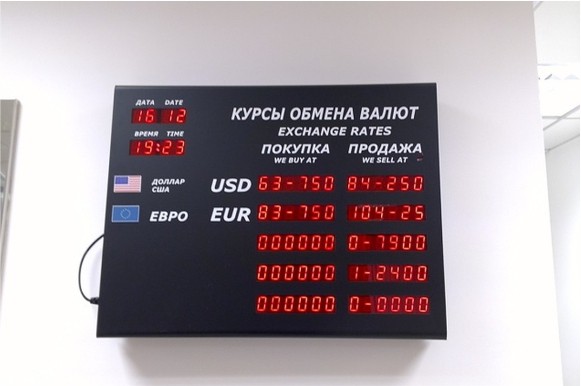 ДАТА DATE
16 12
ВРЕМЯ TIME
19:23
КУРСЫ ОБМЕНА ВАЛЮТ
EXCHANGE RATES
ПОКУПКА ПРОДАЖА
WE BUY AT WE SELL AT
ДОЛЛАР США USD 63-750 84-250
ЕВРО EUR 83-750 104-25
000000 0-7900
000000 1-2400
000000 0-0000